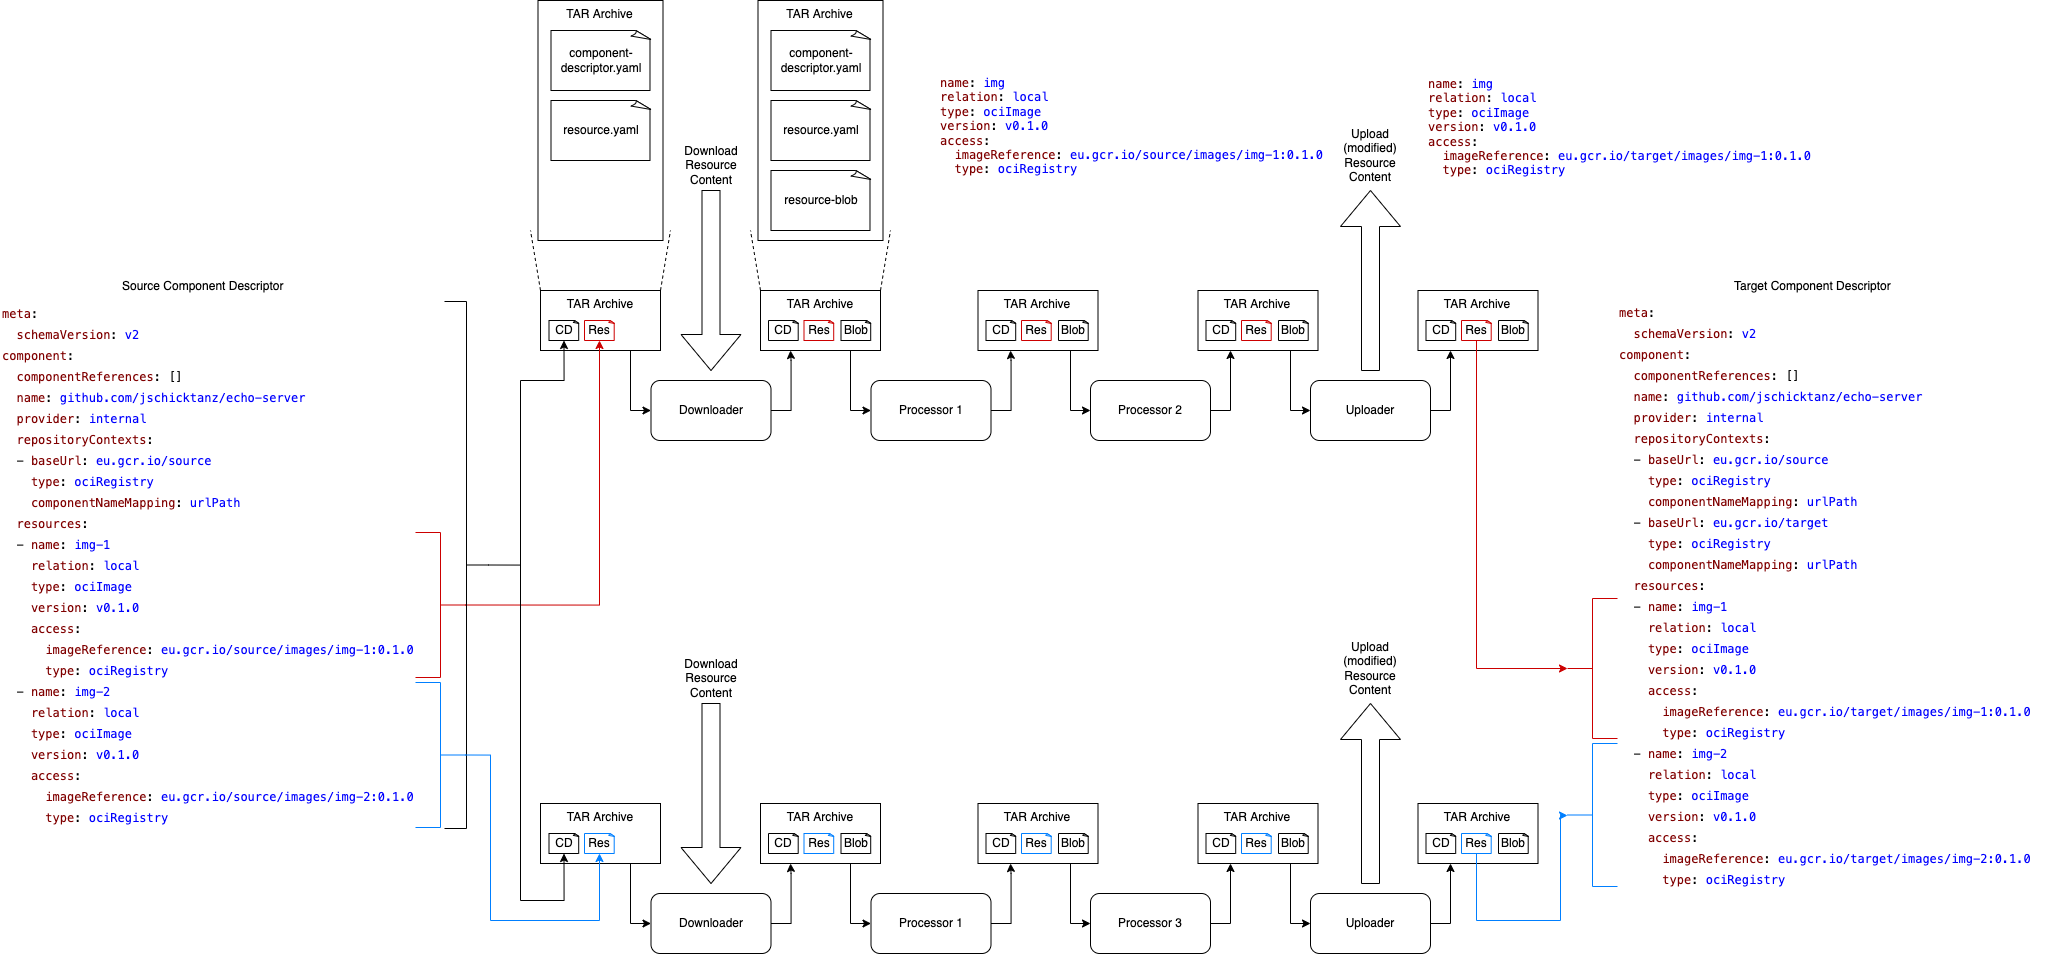 TAR Archive
component-
descriptor.yaml
resource.yaml
TAR Archive
component-
descriptor.yaml
resource.yaml
resource-blob
Download
Resource
Content
name: img
relation: local
type: ociImage
version: v0.1.0
access:
  imageReference: eu.gcr.io/source/images/img-1:0.1.0
  type: ociRegistry
Upload
(modified)
Resource
Content
name: img
relation: local
type: ociImage
version: v0.1.0
access:
  imageReference: eu.gcr.io/target/images/img-1:0.1.0
  type: ociRegistry
Source Component Descriptor
meta:
  schemaVersion: v2
component:
  componentReferences: []
  name: github.com/jschicktanz/echo-server
  provider: internal
  repositoryContexts:
  - baseUrl: eu.gcr.io/source
    type: ociRegistry
    componentNameMapping: urlPath
  resources:
  - name: img-1
    relation: local
    type: ociImage
    version: v0.1.0
    access:
      imageReference: eu.gcr.io/source/images/img-1:0.1.0
      type: ociRegistry
  - name: img-2
    relation: local
    type: ociImage
    version: v0.1.0
    access:
      imageReference: eu.gcr.io/source/images/img-2:0.1.0
      type: ociRegistry
TAR Archive
CD Res
TAR Archive
CD Res Blob
TAR Archive
CD Res Blob
TAR Archive
CD Res Blob
TAR Archive
CD Res Blob
Downloader
Processor 1
Processor 2
Uploader
Download
Resource
Content
Upload
(modified)
Resource
Content
TAR Archive
CD Res
TAR Archive
CD Res Blob
TAR Archive
CD Res Blob
TAR Archive
CD Res Blob
TAR Archive
CD Res Blob
Downloader
Processor 1
Processor 3
Uploader
Target Component Descriptor
meta:
  schemaVersion: v2
component:
  componentReferences: []
  name: github.com/jschicktanz/echo-server
  provider: internal
  repositoryContexts:
  - baseUrl: eu.gcr.io/source
    type: ociRegistry
    componentNameMapping: urlPath
  - baseUrl: eu.gcr.io/target
    type: ociRegistry
    componentNameMapping: urlPath
  resources:
  - name: img-1
    relation: local
    type: ociImage
    version: v0.1.0
    access:
      imageReference: eu.gcr.io/target/images/img-1:0.1.0
      type: ociRegistry
  - name: img-2
    relation: local
    type: ociImage
    version: v0.1.0
    access:
      imageReference: eu.gcr.io/target/images/img-2:0.1.0
      type: ociRegistry